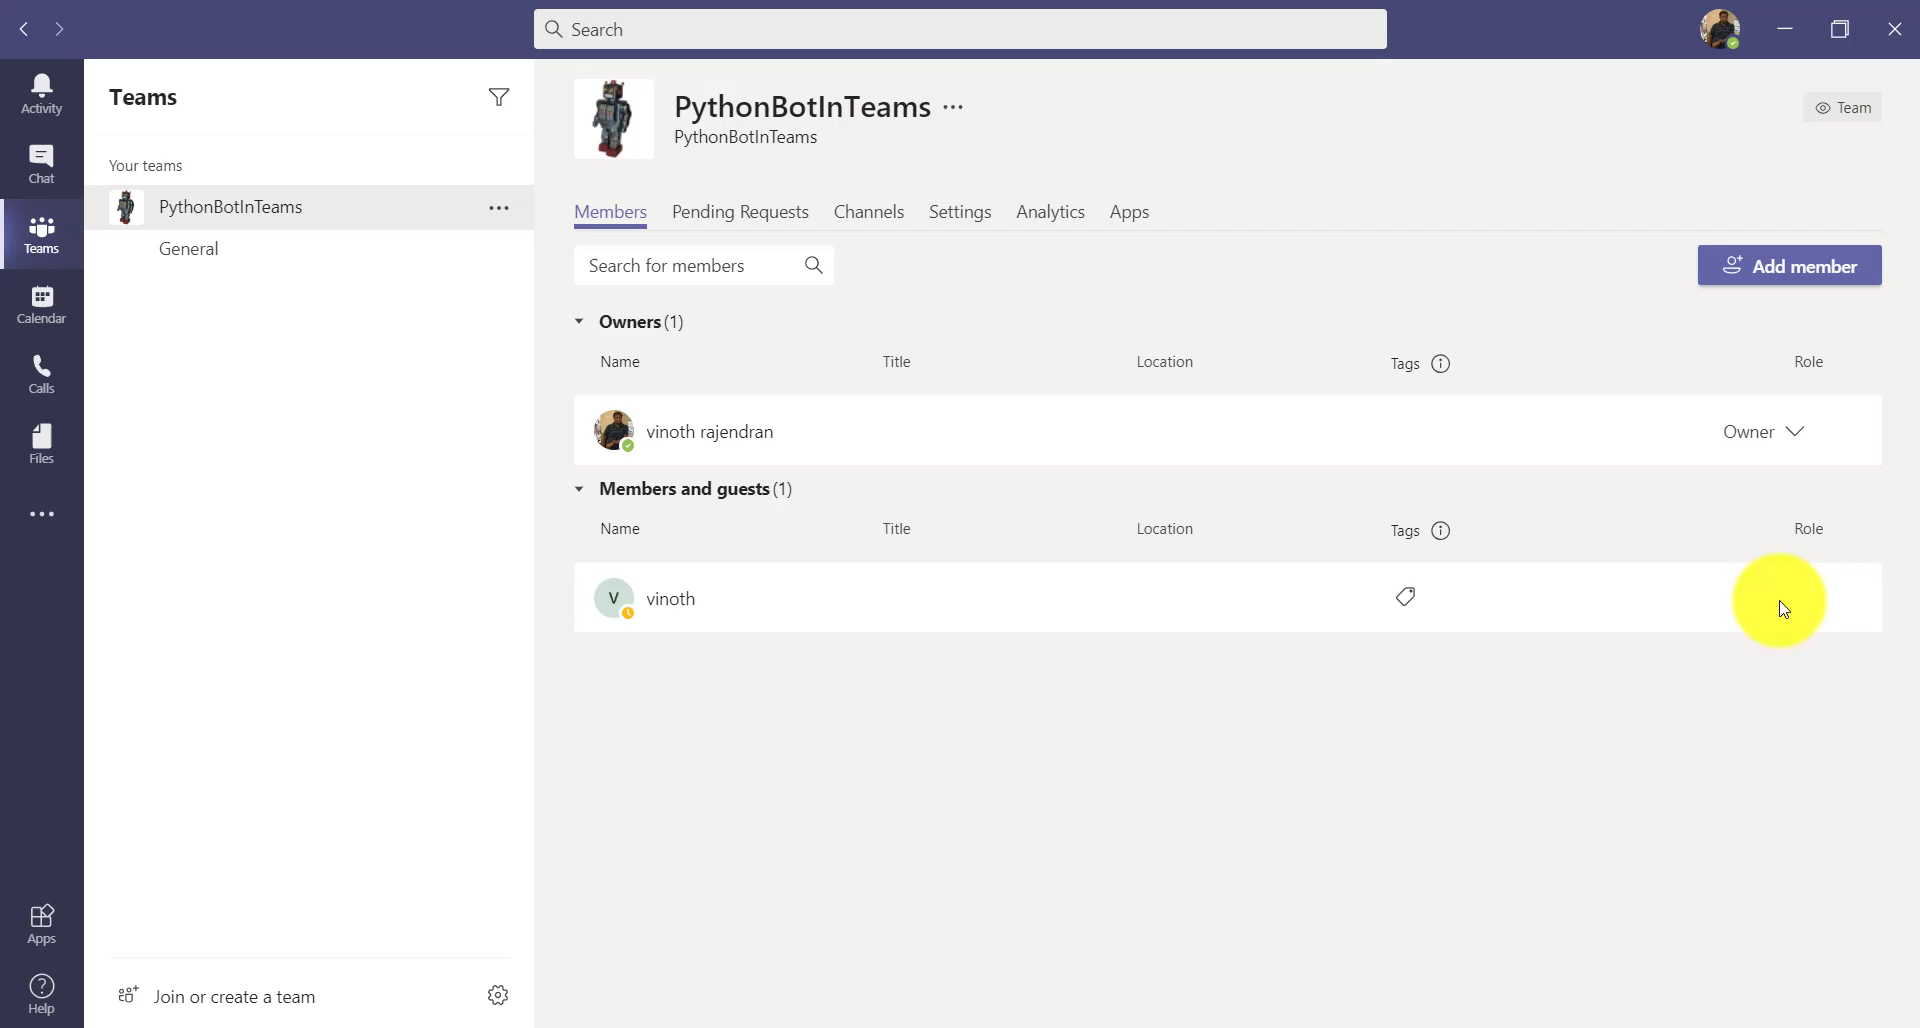 Search
Activity
Chat
Teams
Calendar
Calls
Files
Apps
Help
Teams
Your teams
PythonBotInTeams
General
Join or create a team
PythonBotInTeams
PythonBotInTeams
Team
Members Pending Requests Channels Settings Analytics Apps
Search for members
Add member
Owners (1)
Name Title Location Tags Role
vinoth rajendran Owner
Members and guests (1)
Name Title Location Tags Role
V vinoth